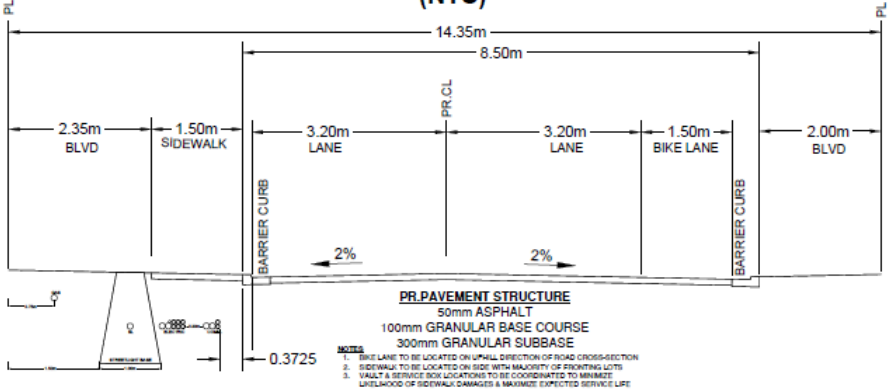 PL
PL
14.35m
8.50m
PR.CL
2.35m
BLVD
1.50m
SIDEWALK
3.20m
LANE
3.20m
LANE
1.50m
BIKE LANE
2.00m
BLVD
BARRIER CURB
BARRIER CURB
2%
2%
PR.PAVEMENT STRUCTURE
50mm ASPHALT
100mm GRANULAR BASE COURSE
300mm GRANULAR SUBBASE
0.3725
STREETLIGHT BASE
NOTES
1. BIKE LANE TO BE LOCATED ON UPHILL DIRECTION OF ROAD CROSS-SECTION
2. SIDEWALK TO BE LOCATED ON SIDE WITH MAJORITY OF FRONTING LOTS
3. VAULT & SERVICE BOX LOCATIONS TO BE COORDINATED TO MINIMIZE
LIKELIHOOD OF SIDEWALK DAMAGES & MAXIMIZE EXPECTED SERVICE LIFE